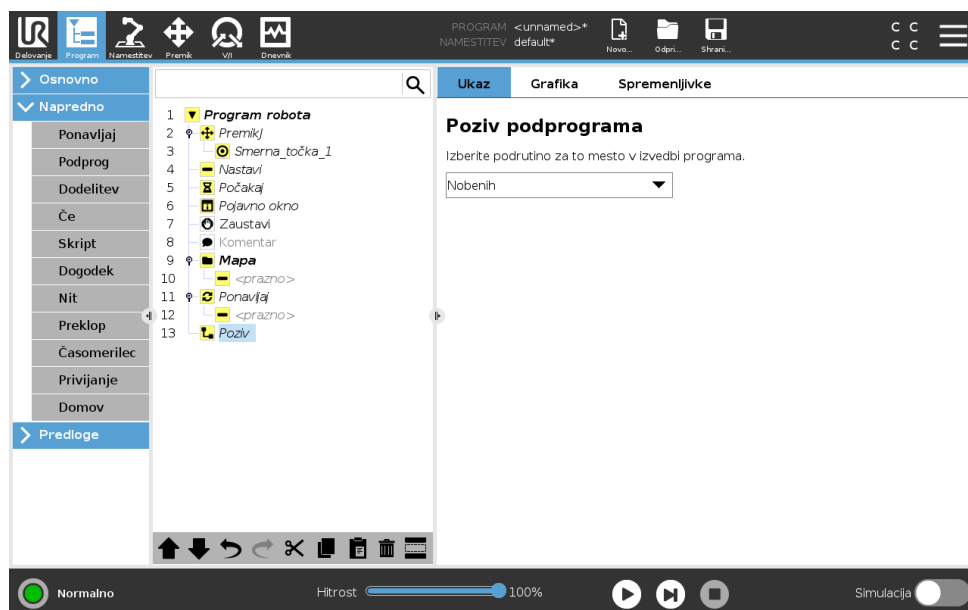 UR
PROGRAM <unnamed>*
NAMESTITEV default*
Delovanje Program Namestitev Premik V/I Dnevnik
Novo... Odpri... Shrani...
C C
C C
Osnovno
Napredno
Ponavljaj
Podprog
Dodelitev
Če
Skript
Dogodek
Nit
Preklop
Časomerilec
Privijanje
Domov
Predloge
1 Program robota
2 PremikJ
3 Smerna_točka_1
4 Nastavi
5 Počakaj
6 Pojavno okno
7 Zaustavi
8 Komentar
9 Mapa
10 <prazno>
11 Ponavljaj
12 <prazno>
13 Poziv
Ukaz Grafika Spremenljivke
Poziv podprograma
Izberite podrutino za to mesto v izvedbi programa.
Nobenih
Normalno
Hitrost 100%
Simulacija